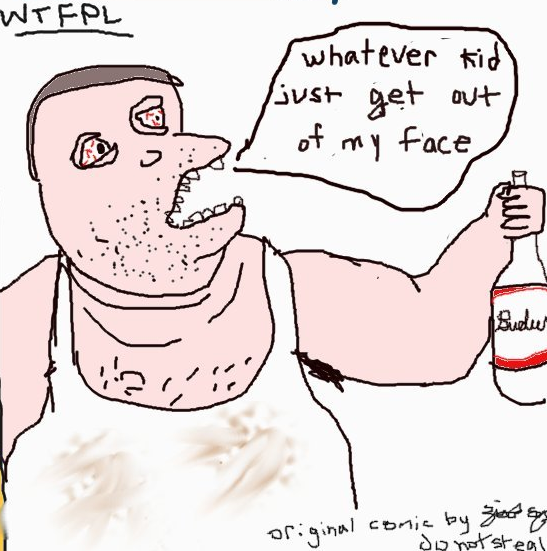 WTFPL
whatever kid
just get out
of my face
Budw
original comic by
do not steal